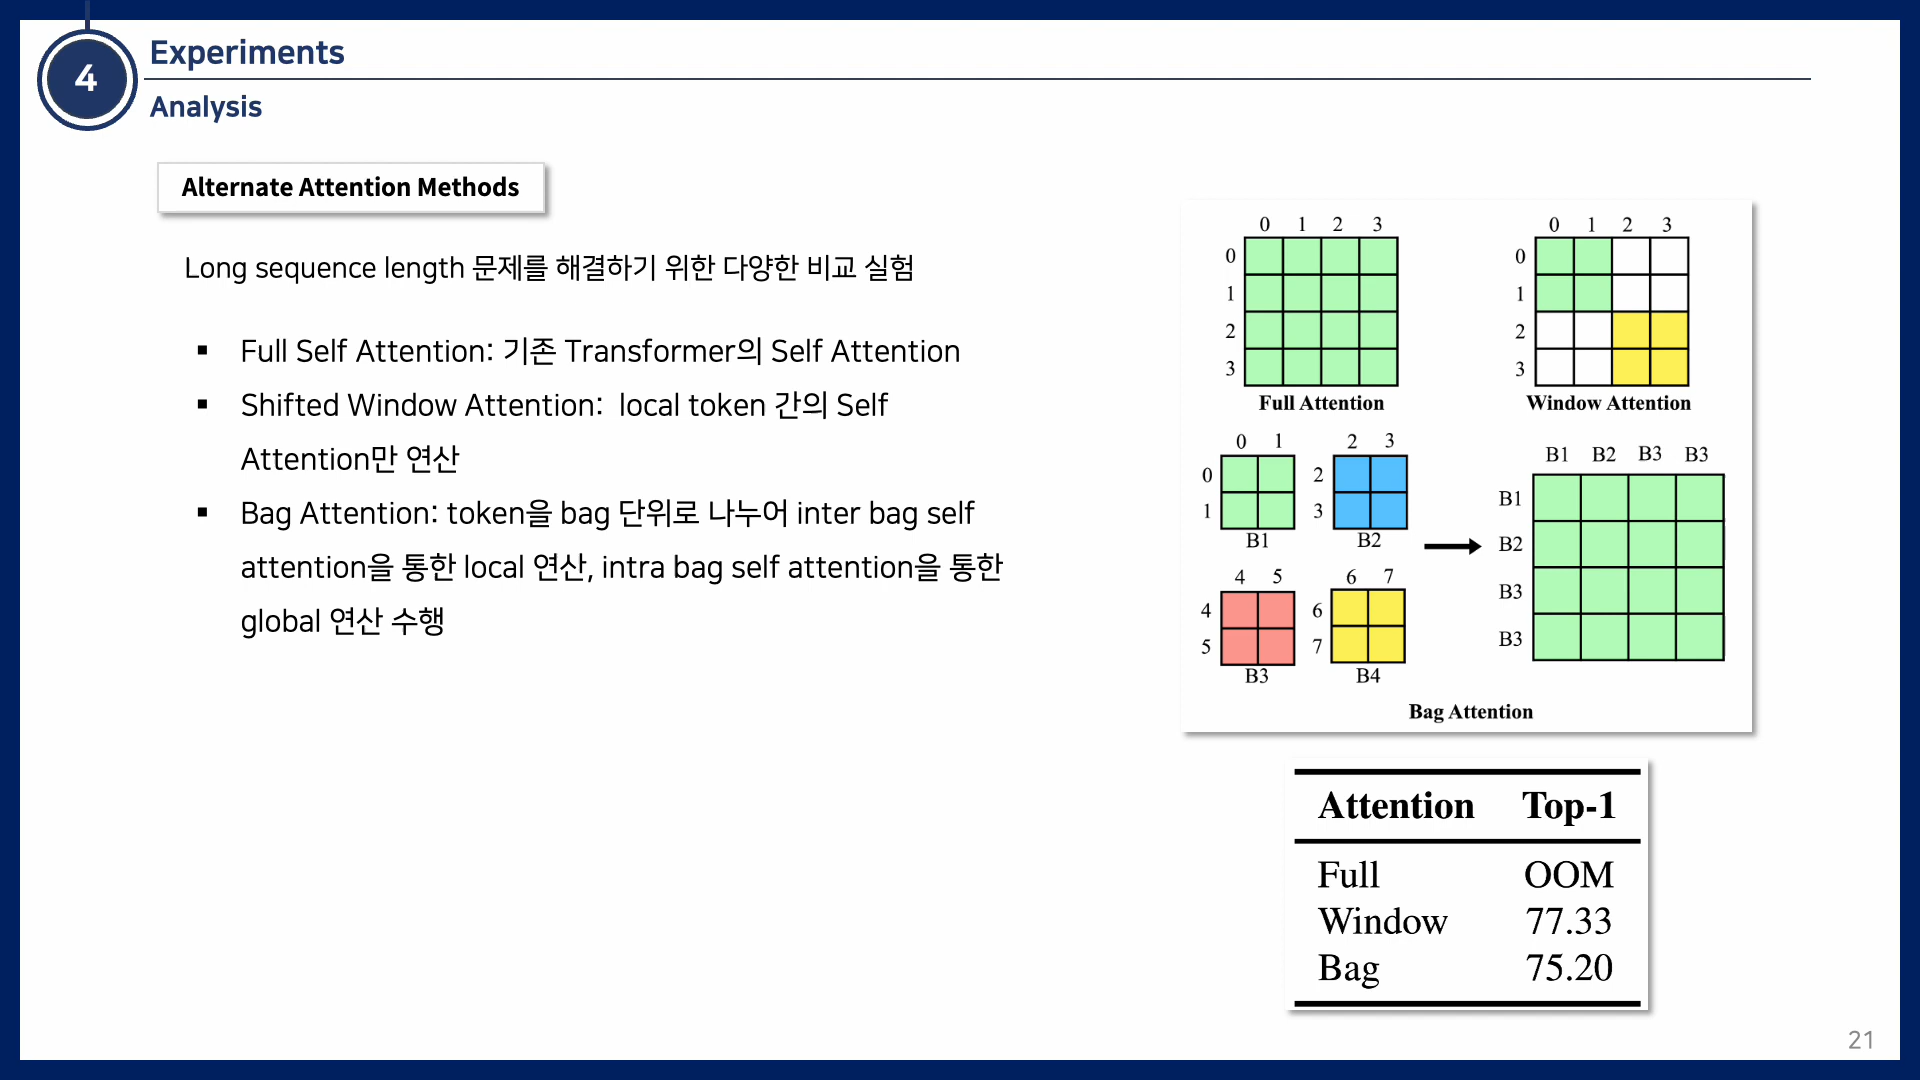 4
Experiments
Analysis
Alternate Attention Methods
Long sequence length 문제를 해결하기 위한 다양한 비교 실험
▪ Full Self Attention: 기존 Transformer의 Self Attention
▪ Shifted Window Attention: local token 간의 Self
Attention만 연산
▪ Bag Attention: token을 bag 단위로 나누어 inter bag self
attention을 통한 local 연산, intra bag self attention을 통한
global 연산 수행
0 1 2 3
0
1
2
3
Full Attention
0 1 2 3
0
1
2
3
Window Attention
0 1
0
1
B1
2 3
2
3
B2
4 5
4
5
B3
6 7
6
7
B4
B1 B2 B3 B3
B1
B2
B3
B3
Bag Attention
Attention Top-1
Full OOM
Window 77.33
Bag 75.20
21